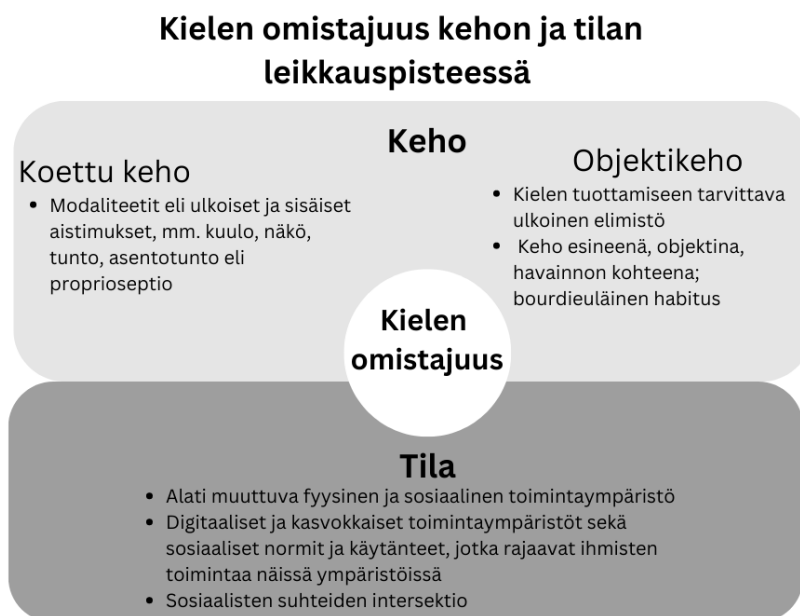 Kielen omistajuus kehon ja tilan
leikkauspisteessä
Keho
Koettu keho
• Modaliteetit eli ulkoiset ja sisäiset
aistimukset, mm. kuulo, näkö,
tunto, asentotunto eli
proprioseptio
Objektikeho
• Kielen tuottamiseen tarvittava
ulkoinen elimistö
• Keho esineenä, objektina,
havainnon kohteena;
bourdieuläinen habitus
Kielen
omistajuus
Tila
• Alati muuttuva fyysinen ja sosiaalinen toimintaympäristö
• Digitaaliset ja kasvokkaiset toimintaympäristöt sekä
sosiaaliset normit ja käytänteet, jotka rajaavat ihmisten
toimintaa näissä ympäristöissä
• Sosiaalisten suhteiden intersektio